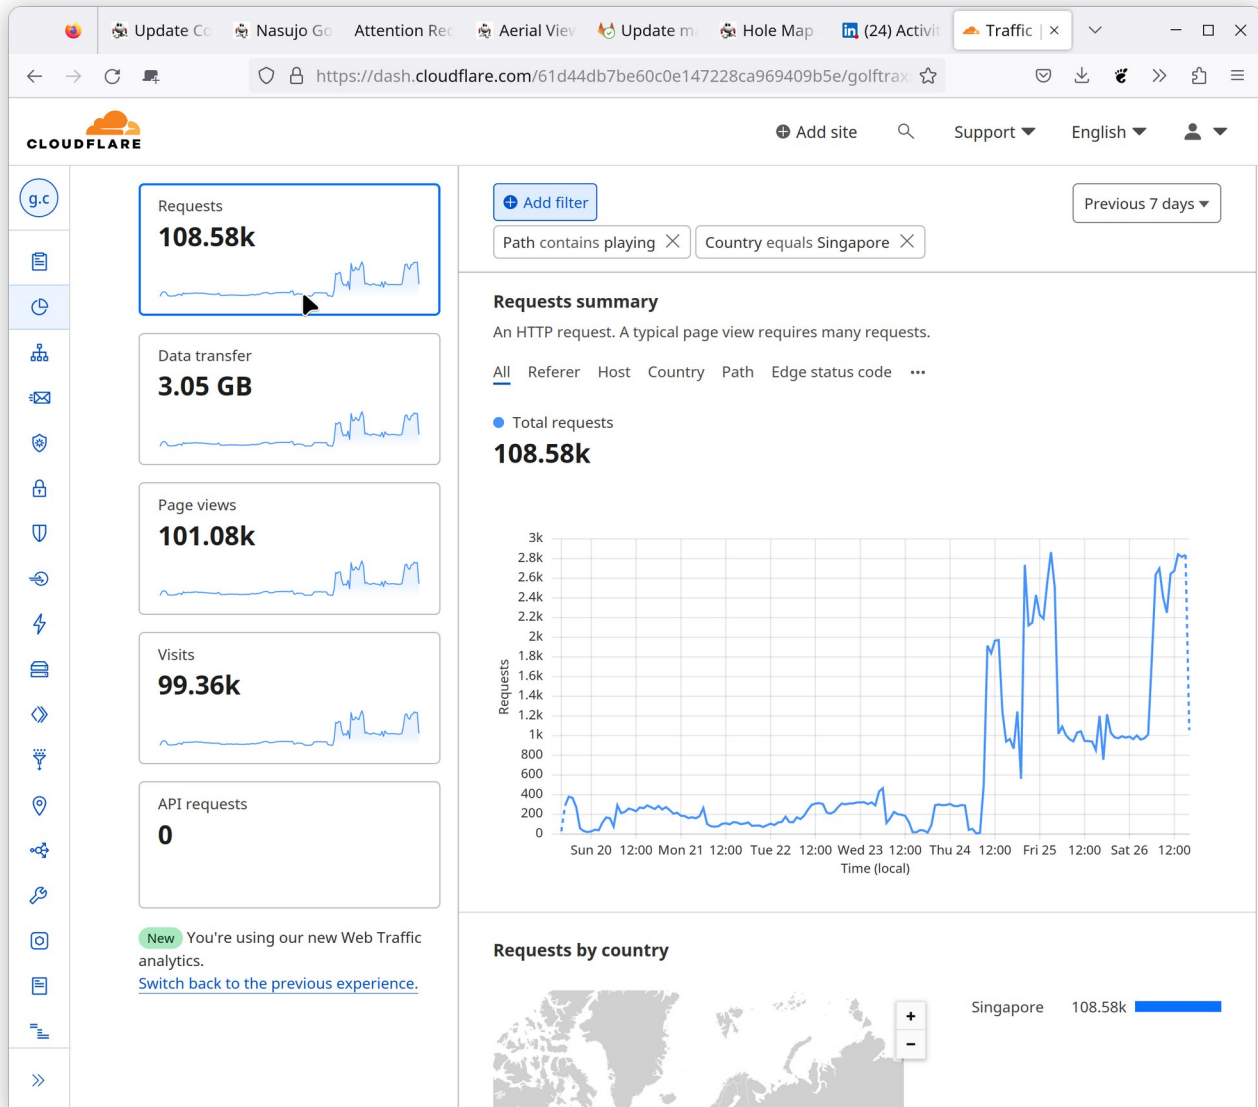 Update Co
Nasujo Go
Attention Rec
Aerial View
Update m
Hole Map
(24) Activit
Traffic
https://dash.cloudflare.com/61d44db7be60c0e147228ca969409b5e/golftrax
CLOUDFLARE
Add site
Support
English
g.c
Requests
108.58k
Data transfer
3.05 GB
Page views
101.08k
Visits
99.36k
API requests
0
New You're using our new Web Traffic
analytics.
Switch back to the previous experience.
Add filter
Previous 7 days
Path contains playing
Country equals Singapore
Requests summary
An HTTP request. A typical page view requires many requests.
All Referer Host Country Path Edge status code
Total requests
108.58k
3k
2.8k
2.6k
2.4k
2.2k
2k
1.8k
1.6k
1.4k
1.2k
1k
800
600
400
200
0
Requests
Sun 20 12:00 Mon 21 12:00 Tue 22 12:00 Wed 23 12:00 Thu 24 12:00 Fri 25 12:00 Sat 26 12:00
Time (local)
Requests by country
+
−
Singapore 108.58k